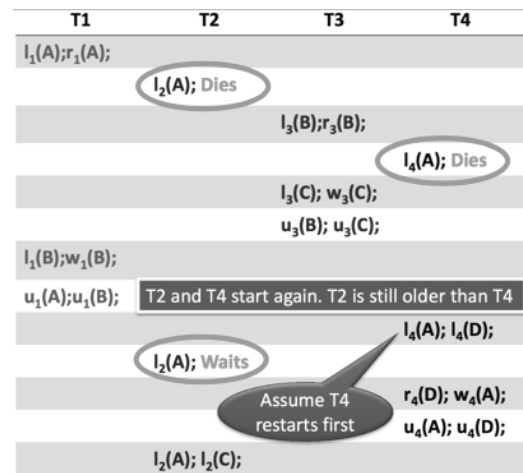 T1 T2 T3 T4
l₁(A);r₁(A);
l₂(A); Dies
l₃(B);r₃(B);
l₄(A); Dies
l₃(C); w₃(C);
u₃(B); u₃(C);
l₁(B);w₁(B);
u₁(A);u₁(B); T2 and T4 start again. T2 is still older than T4
l₄(A); l₄(D);
l₂(A); Waits
Assume T4
restarts first
r₄(D); w₄(A);
u₄(A); u₄(D);
l₂(A); l₂(C);